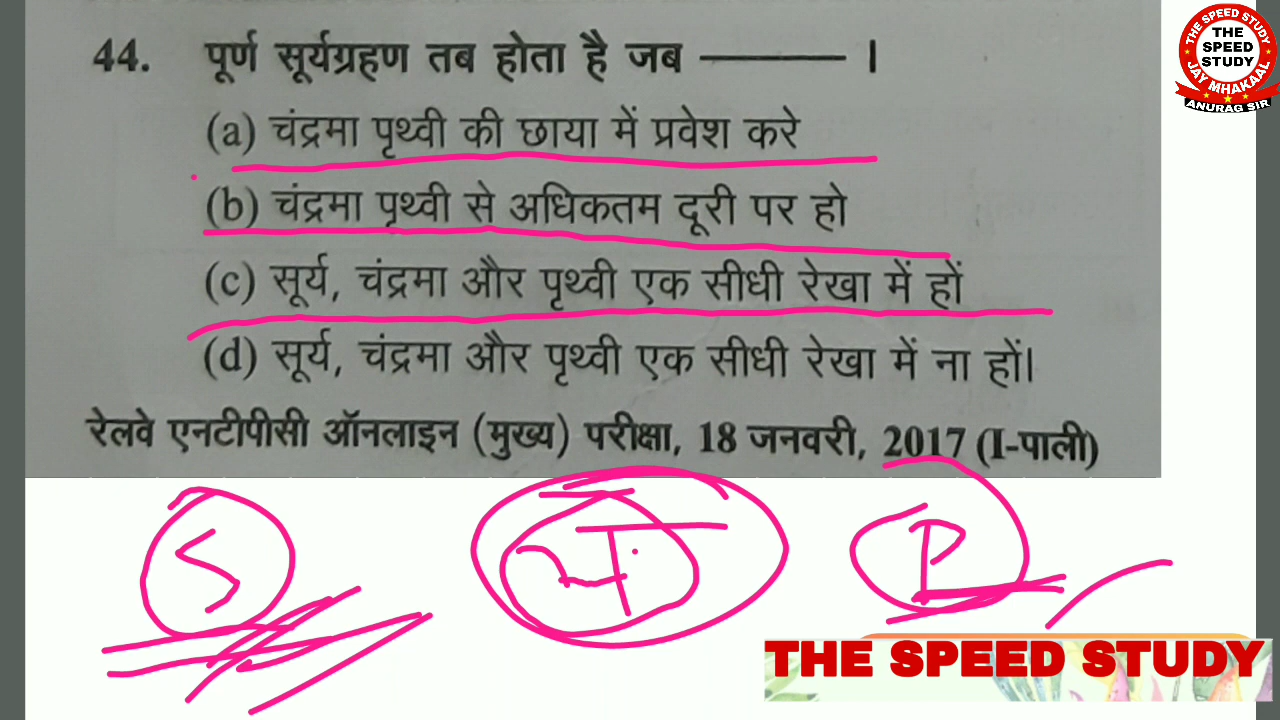 44. पूर्ण सूर्यग्रहण तब होता है जब ———— ।
(a) चंद्रमा पृथ्वी की छाया में प्रवेश करे
(b) चंद्रमा पृथ्वी से अधिकतम दूरी पर हो
(c) सूर्य, चंद्रमा और पृथ्वी एक सीधी रेखा में हों
(d) सूर्य, चंद्रमा और पृथ्वी एक सीधी रेखा में ना हों।
रेलवे एनटीपीसी ऑनलाइन (मुख्य) परीक्षा, 18 जनवरी, 2017 (I-पाली)
THE SPEED STUDY
THE
SPEED
STUDY
JAY MHAKAAL
ANURAG SIR
S
P
THE SPEED STUDY